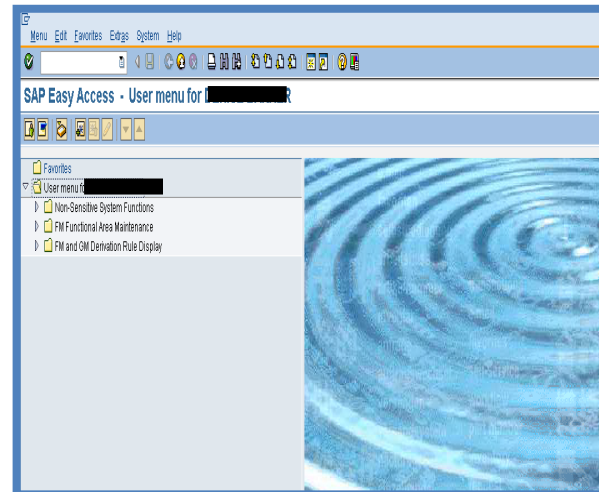 Menu Edit Favorites Extras System Help
SAP Easy Access - User menu for
Favorites
User menu
Non-Sensitive System Functions
FM Functional Area Maintenance
FM and GM Derivation Rule Display